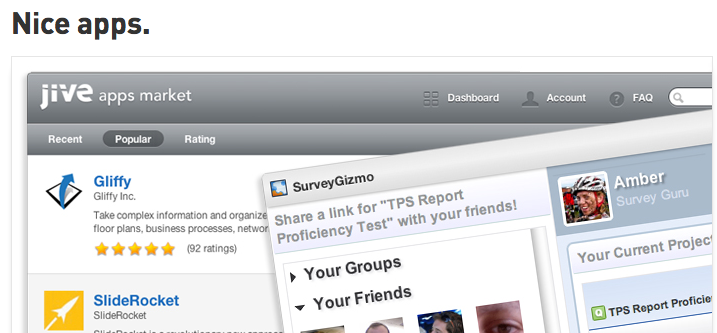 Nice apps.
jive apps market
Dashboard
Account
FAQ
Recent
Popular
Rating
Gliffy
Gliffy Inc.
Take complex information and organize
floor plans, business processes, networ
(92 ratings)
SlideRocket
SlideRocket
SurveyGizmo
Share a link for "TPS Report
Proficiency Test" with your friends!
Your Groups
Your Friends
Amber
Survey Guru
Your Current Project
Q TPS Report Proficie